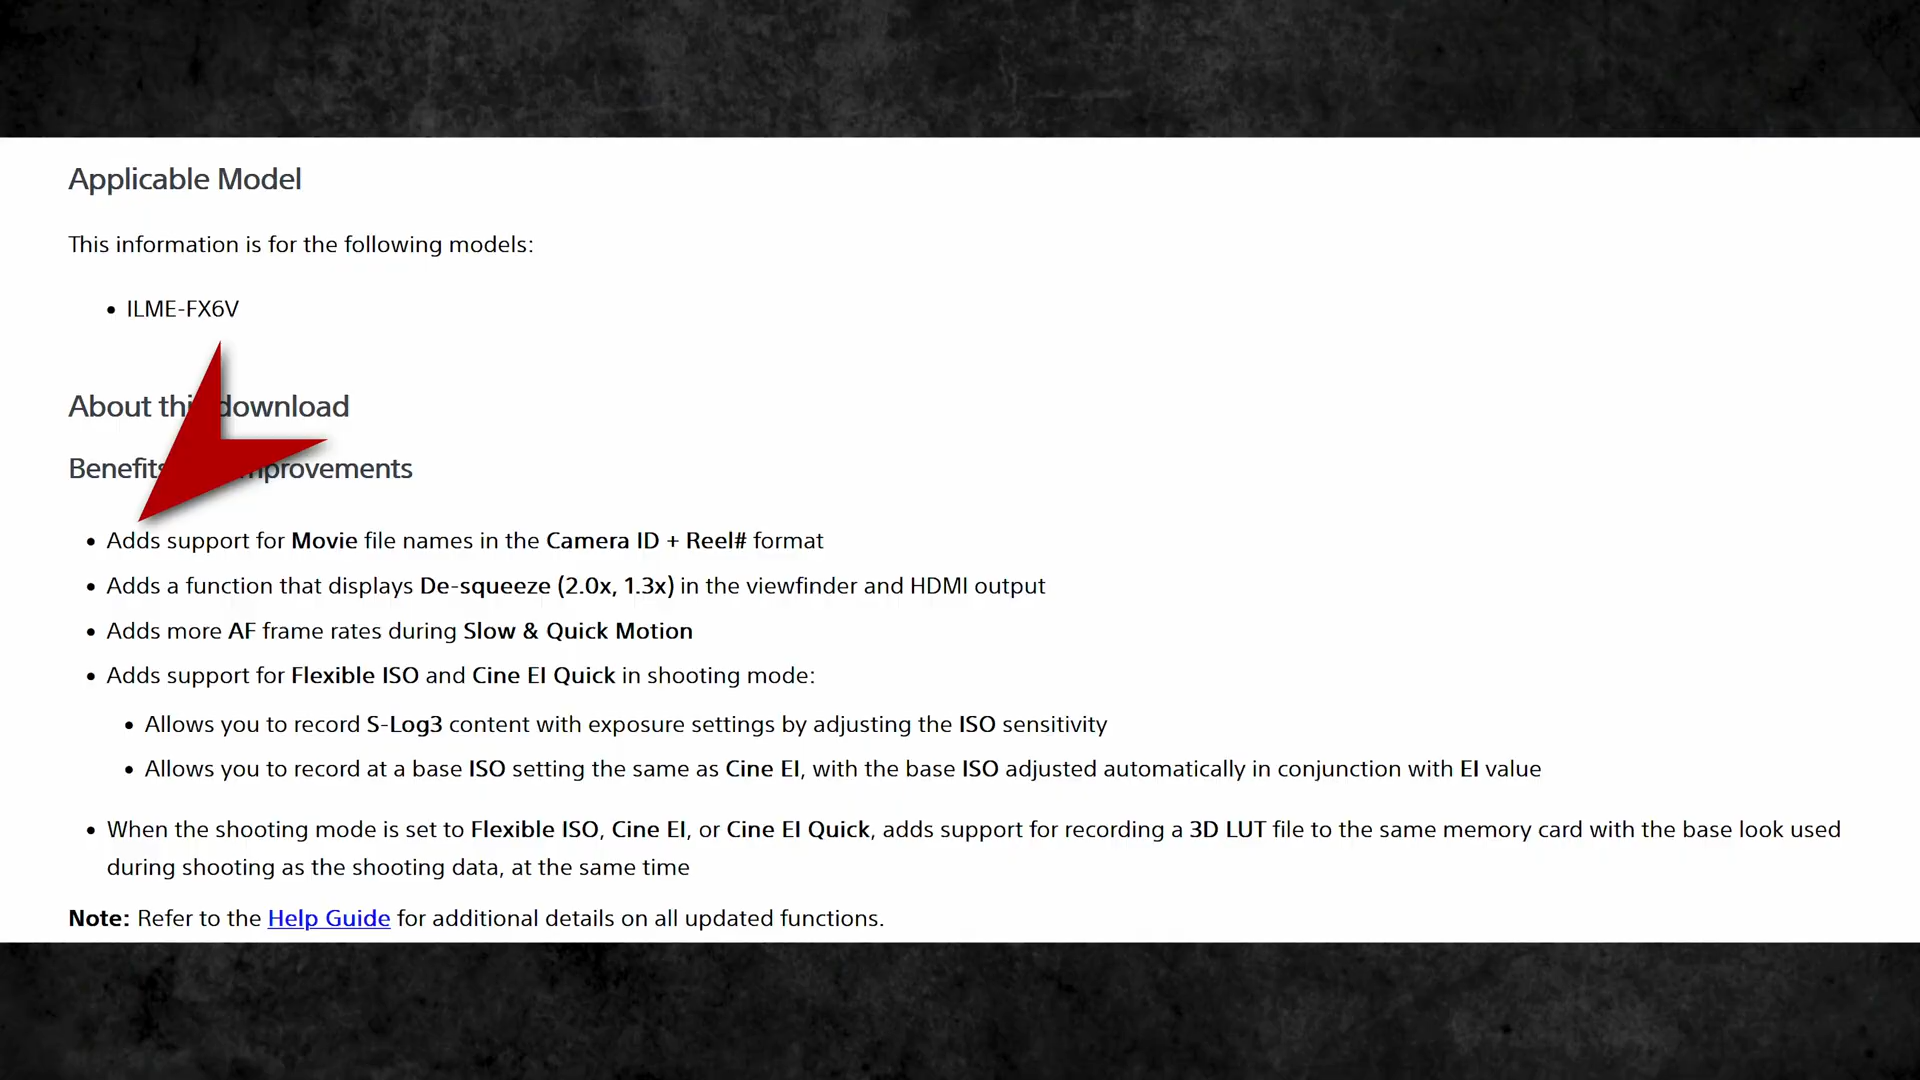 Applicable Model
This information is for the following models:
• ILME-FX6V
About thi download
Benefits mprovements
• Adds support for Movie file names in the Camera ID + Reel# format
• Adds a function that displays De-squeeze (2.0x, 1.3x) in the viewfinder and HDMI output
• Adds more AF frame rates during Slow & Quick Motion
• Adds support for Flexible ISO and Cine EI Quick in shooting mode:
• Allows you to record S-Log3 content with exposure settings by adjusting the ISO sensitivity
• Allows you to record at a base ISO setting the same as Cine EI, with the base ISO adjusted automatically in conjunction with EI value
• When the shooting mode is set to Flexible ISO, Cine EI, or Cine EI Quick, adds support for recording a 3D LUT file to the same memory card with the base look used
during shooting as the shooting data, at the same time
Note: Refer to the Help Guide for additional details on all updated functions.